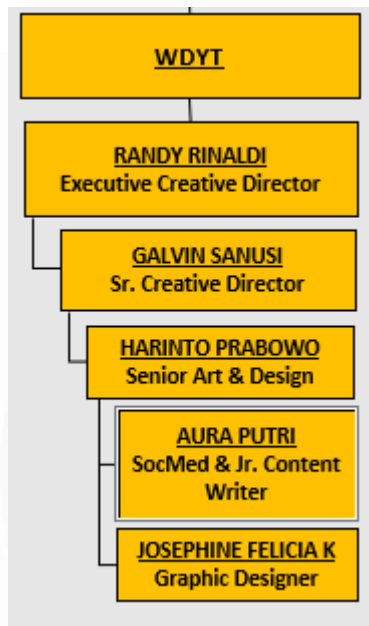 WDYT
RANDY RINALDI
Executive Creative Director
GALVIN SANUSI
Sr. Creative Director
HARINTO PRABOWO
Senior Art & Design
AURA PUTRI
SocMed & Jr. Content
Writer
JOSEPHINE FELICIA K
Graphic Designer